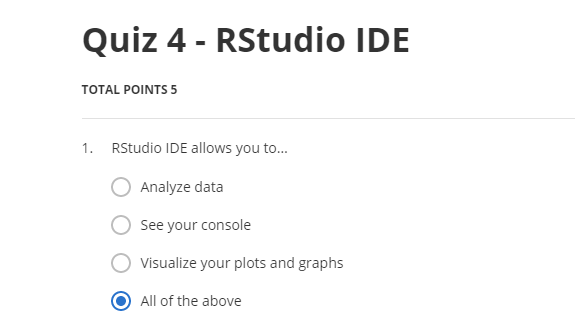 Quiz 4 - RStudio IDE
TOTAL POINTS 5
1. RStudio IDE allows you to...
Analyze data
See your console
Visualize your plots and graphs
All of the above